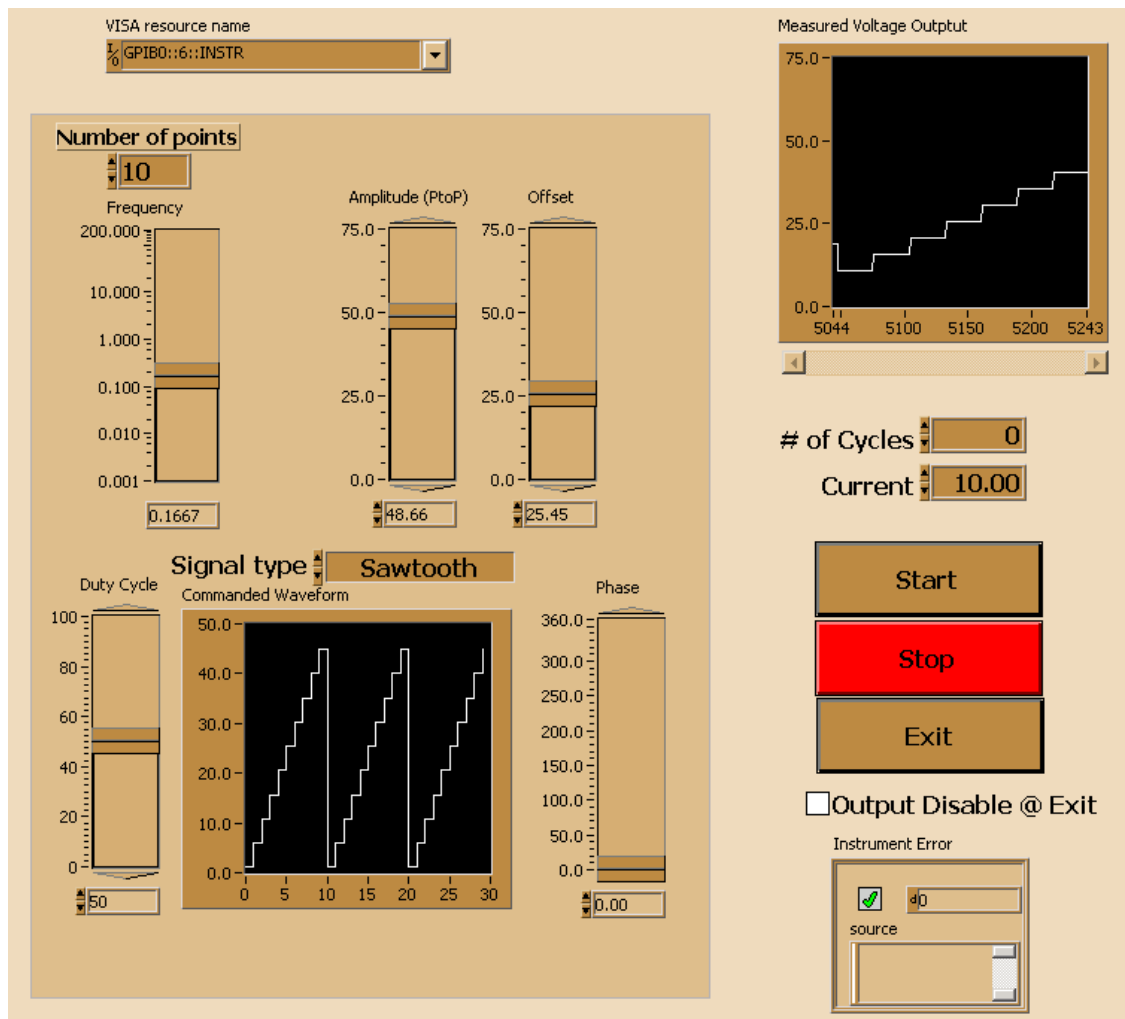 VISA resource name
GPIB0::6::INSTR
Number of points
10
Frequency
200.000
10.000
1.000
0.100
0.010
0.001
0.1667
Amplitude (PtoP)
75.0
50.0
25.0
0.0
48.66
Offset
75.0
50.0
25.0
0.0
25.45
Signal type
Sawtooth
Duty Cycle
100
80
60
40
20
0
50
Commanded Waveform
50.0
40.0
30.0
20.0
10.0
0.0
0 5 10 15 20 25 30
Phase
360.0
300.0
250.0
200.0
150.0
100.0
50.0
0.0
0.00
Measured Voltage Outptut
75.0
50.0
25.0
0.0
5044 5100 5150 5200 5243
# of Cycles 0
Current 10.00
Start
Stop
Exit
Output Disable @ Exit
Instrument Error
d0
source